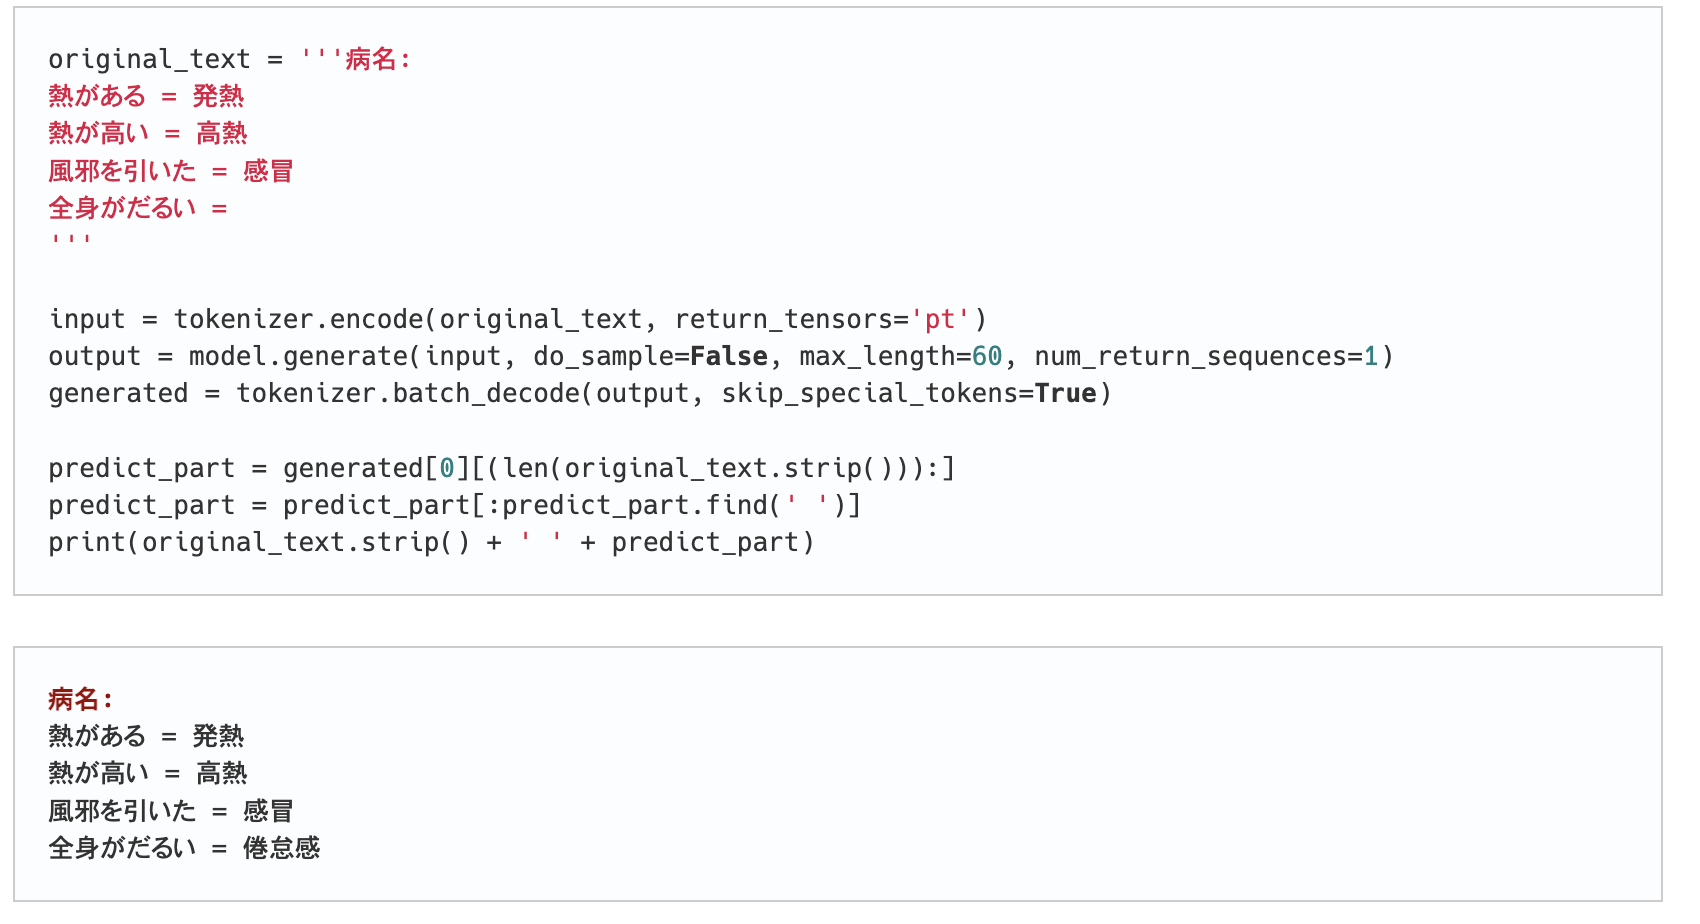 original_text = '''病名:
熱がある = 発熱
熱が高い = 高熱
風邪を引いた = 感冒
全身がだるい =
'''
input = tokenizer.encode(original_text, return_tensors='pt')
output = model.generate(input, do_sample=False, max_length=60, num_return_sequences=1)
generated = tokenizer.batch_decode(output, skip_special_tokens=True)
predict_part = generated[0][(len(original_text.strip())):]
predict_part = predict_part[:predict_part.find(' ')]
print(original_text.strip() + ' ' + predict_part)
病名:
熱がある = 発熱
熱が高い = 高熱
風邪を引いた = 感冒
全身がだるい = 倦怠感